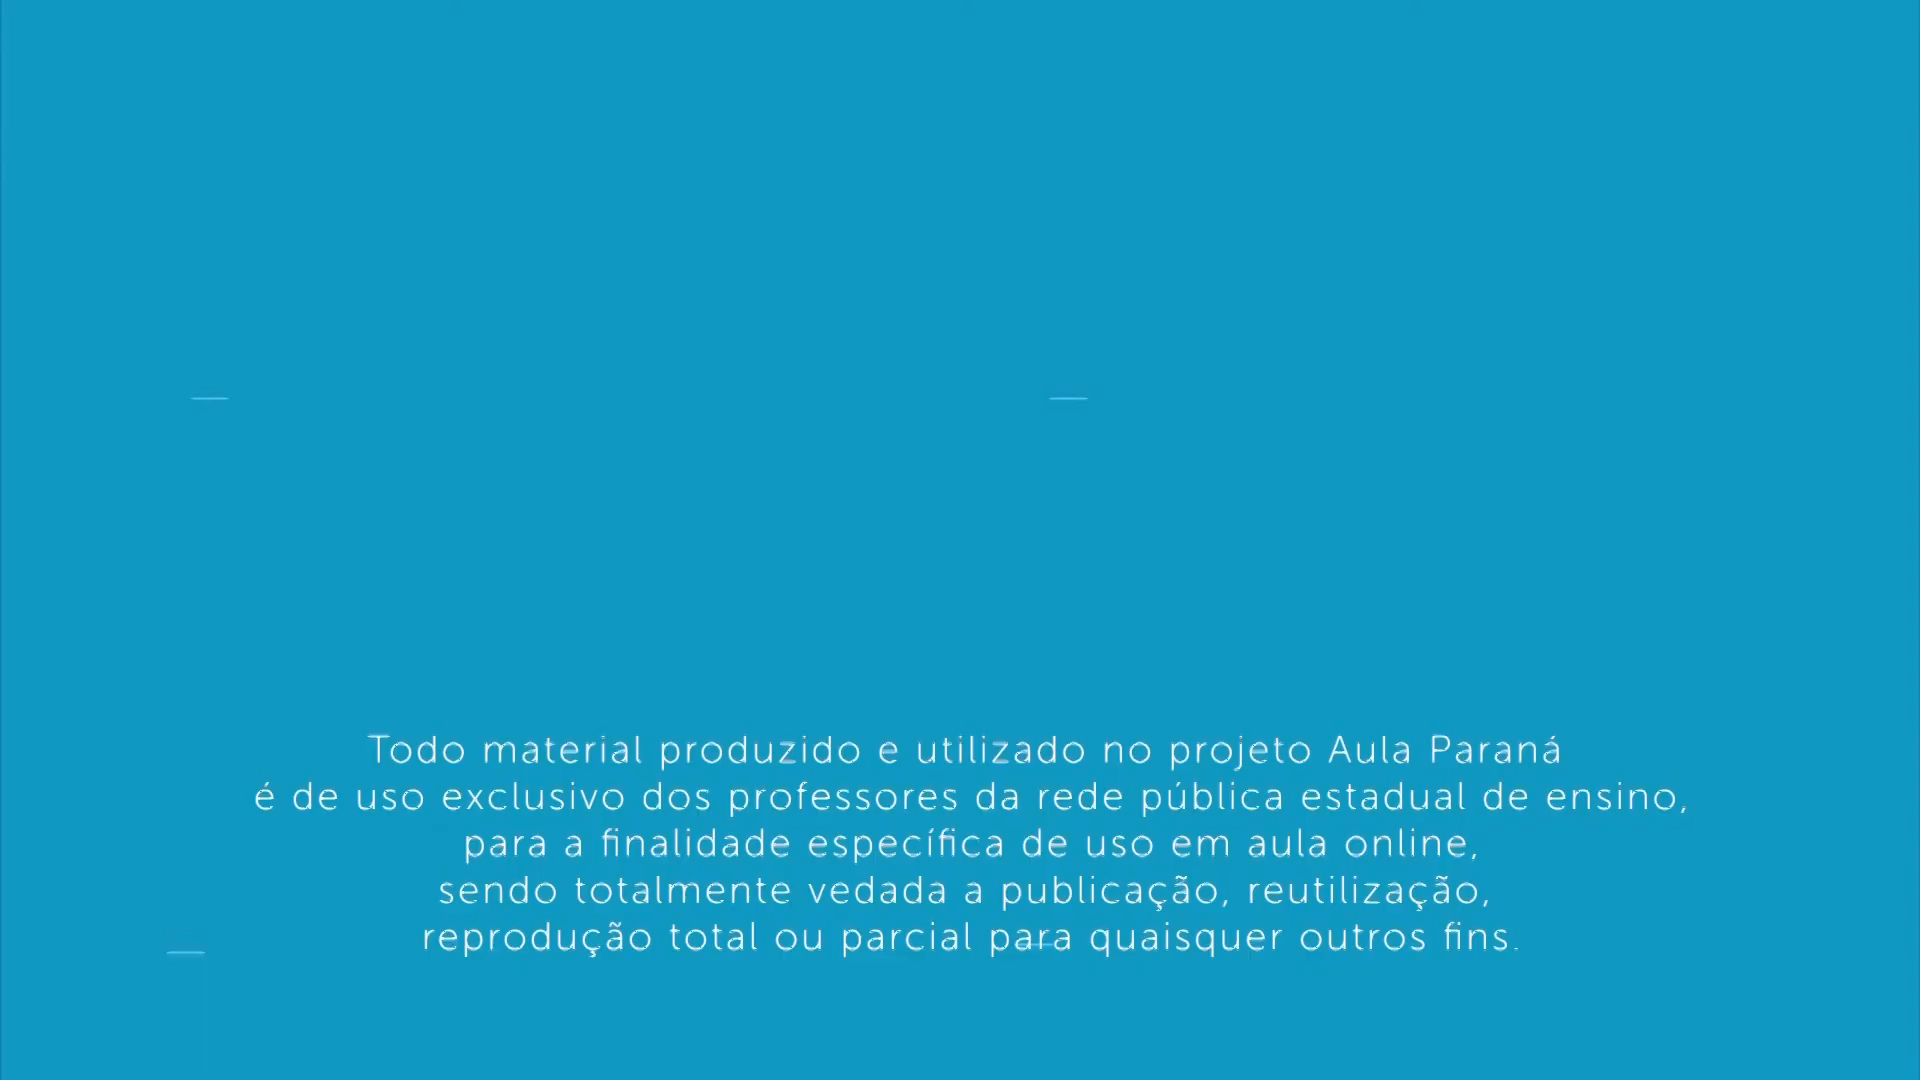 Todo material produzido e utilizado no projeto Aula Paraná
é de uso exclusivo dos professores da rede pública estadual de ensino,
para a finalidade específica de uso em aula online,
sendo totalmente vedada a publicação, reutilização,
reprodução total ou parcial para quaisquer outros fins.